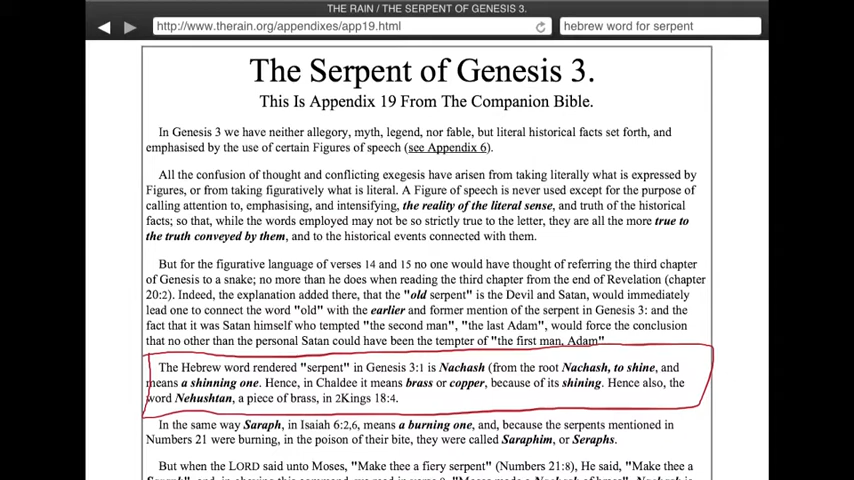 THE RAIN / THE SERPENT OF GENESIS 3.
http://www.therain.org/appendixes/app19.html
hebrew word for serpent
The Serpent of Genesis 3.
This Is Appendix 19 From The Companion Bible.
In Genesis 3 we have neither allegory, myth, legend, nor fable, but literal historical facts set forth, and
emphasised by the use of certain Figures of speech (see Appendix 6).
All the confusion of thought and conflicting exegesis have arisen from taking literally what is expressed by
Figures, or from taking figuratively what is literal. A Figure of speech is never used except for the purpose of
calling attention to, emphasising, and intensifying, the reality of the literal sense, and truth of the historical
facts; so that, while the words employed may not be so strictly true to the letter, they are all the more true to
the truth conveyed by them, and to the historical events connected with them.
But for the figurative language of verses 14 and 15 no one would have thought of referring the third chapter
of Genesis to a snake; no more than he does when reading the third chapter from the end of Revelation (chapter
20:2). Indeed, the explanation added there, that the "old serpent" is the Devil and Satan, would immediately
lead one to connect the word "old" with the earlier and former mention of the serpent in Genesis 3: and the
fact that it was Satan himself who tempted "the second man", "the last Adam", would force the conclusion
that no other than the personal Satan could have been the tempter of "the first man, Adam"
The Hebrew word rendered "serpent" in Genesis 3:1 is Nachash (from the root Nachash, to shine, and
means a shinning one. Hence, in Chaldee it means brass or copper, because of its shining. Hence also, the
word Nehushtan, a piece of brass, in 2Kings 18:4.
In the same way Saraph, in Isaiah 6:2,6, means a burning one, and, because the serpents mentioned in
Numbers 21 were burning, in the poison of their bite, they were called Saraphim, or Seraphs.
But when the LORD said unto Moses, "Make thee a fiery serpent" (Numbers 21:8), He said, "Make thee a